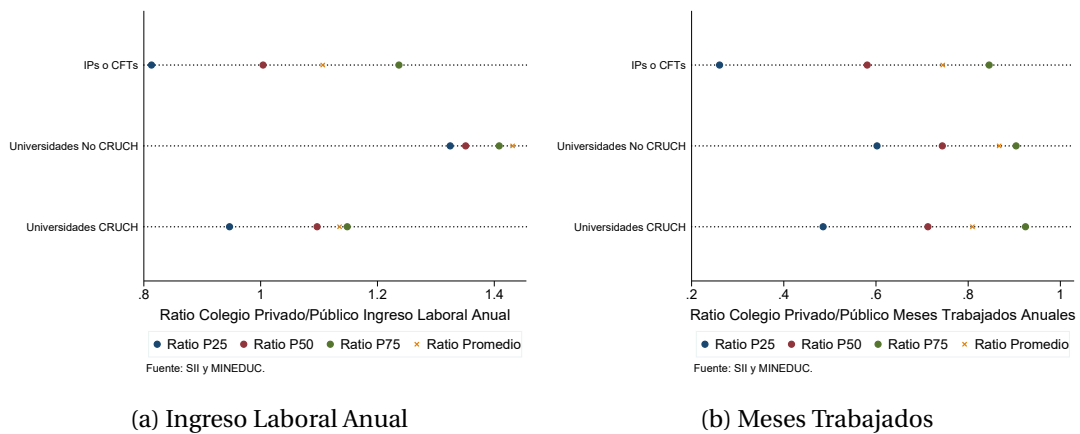 IPs o CFTs
Universidades No CRUCH
Universidades CRUCH
.8 1 1.2 1.4
Ratio Colegio Privado/Público Ingreso Laboral Anual
Ratio P25 Ratio P50 Ratio P75 Ratio Promedio
Fuente: SII y MINEDUC.
(a) Ingreso Laboral Anual
IPs o CFTs
Universidades No CRUCH
Universidades CRUCH
.2 .4 .6 .8 1
Ratio Colegio Privado/Público Meses Trabajados Anuales
Ratio P25 Ratio P50 Ratio P75 Ratio Promedio
Fuente: SII y MINEDUC.
(b) Meses Trabajados